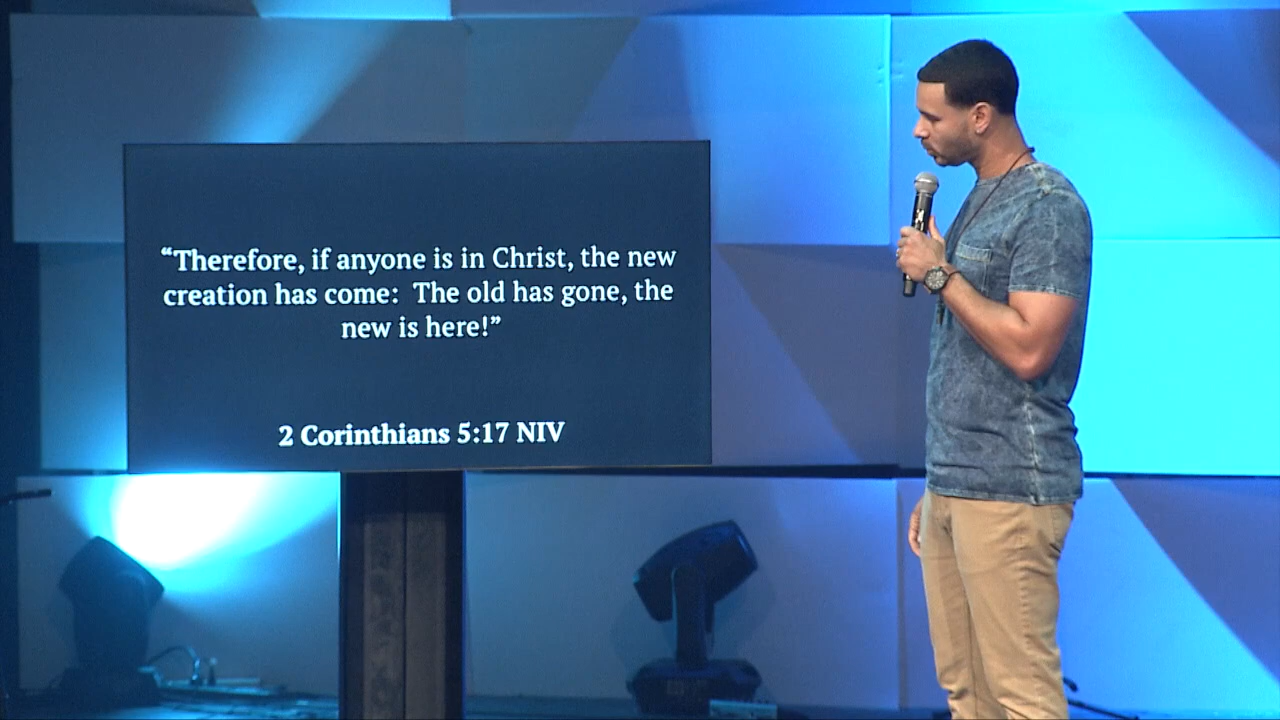 “Therefore, if anyone is in Christ, the new
creation has come:  The old has gone, the
new is here!”
2 Corinthians 5:17 NIV